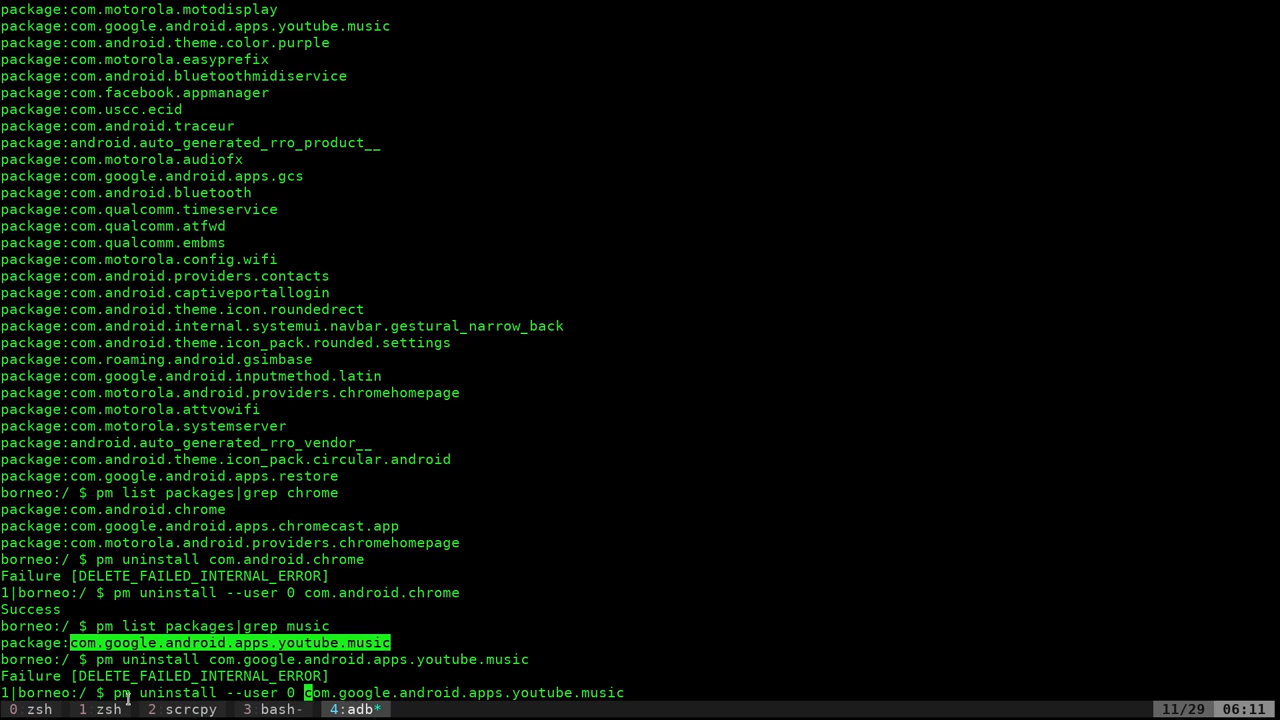 package:com.motorola.motodisplay
package:com.google.android.apps.youtube.music
package:com.android.theme.color.purple
package:com.motorola.easyprefix
package:com.android.bluetoothmidiservice
package:com.facebook.appmanager
package:com.uscc.ecid
package:com.android.traceur
package:android.auto_generated_rro_product__
package:com.motorola.audiofx
package:com.google.android.apps.gcs
package:com.android.bluetooth
package:com.qualcomm.timeservice
package:com.qualcomm.atfwd
package:com.qualcomm.embms
package:com.motorola.config.wifi
package:com.android.providers.contacts
package:com.android.captiveportallogin
package:com.android.theme.icon.roundedrect
package:com.android.internal.systemui.navbar.gestural_narrow_back
package:com.android.theme.icon_pack.rounded.settings
package:com.roaming.android.gsimbase
package:com.google.android.inputmethod.latin
package:com.motorola.android.providers.chromehomepage
package:com.motorola.attvowifi
package:com.motorola.systemserver
package:android.auto_generated_rro_vendor__
package:com.android.theme.icon_pack.circular.android
package:com.google.android.apps.restore
borneo:/ $ pm list packages|grep chrome
package:com.android.chrome
package:com.google.android.apps.chromecast.app
package:com.motorola.android.providers.chromehomepage
borneo:/ $ pm uninstall com.android.chrome
Failure [DELETE_FAILED_INTERNAL_ERROR]
1|borneo:/ $ pm uninstall --user 0 com.android.chrome
Success
borneo:/ $ pm list packages|grep music
package:com.google.android.apps.youtube.music
borneo:/ $ pm uninstall com.google.android.apps.youtube.music
Failure [DELETE_FAILED_INTERNAL_ERROR]
1|borneo:/ $ pm uninstall --user 0 com.google.android.apps.youtube.music
0:zsh 1:zsh 2:scrcpy 3:bash- 4:adb* 11/29 06:11